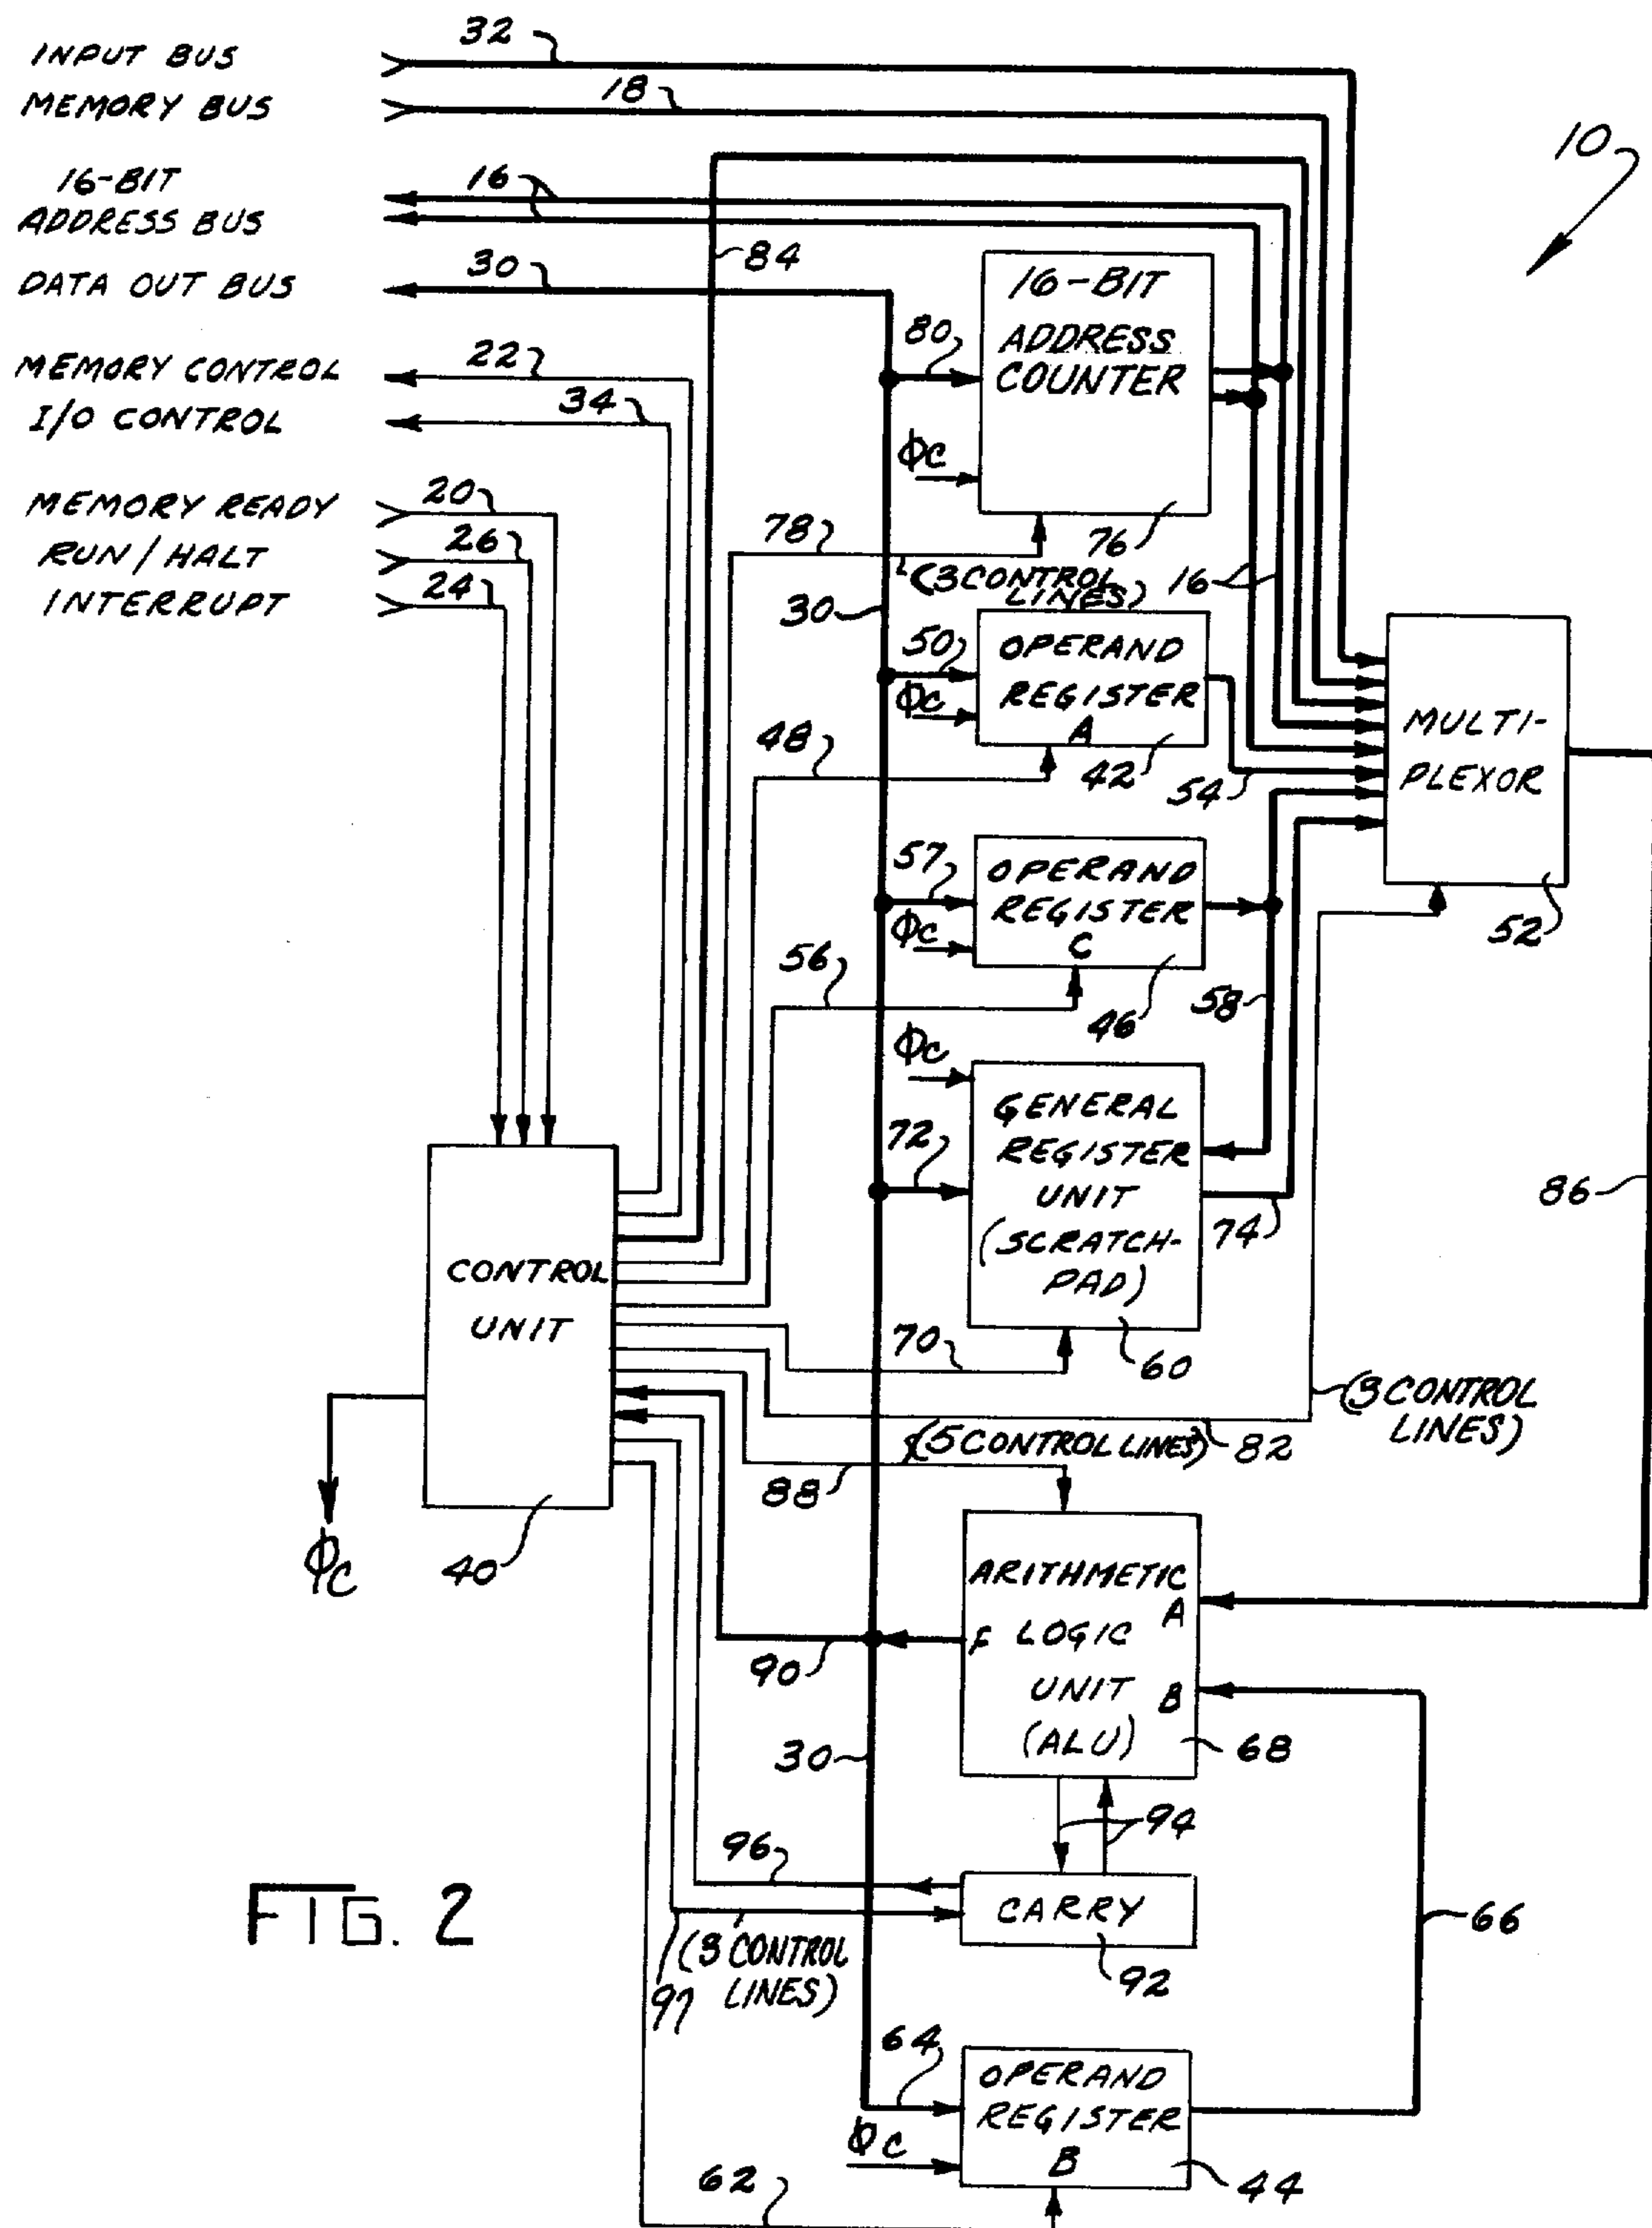 INPUT BUS
32
MEMORY BUS
18
10
16-BIT
ADDRESS BUS
16
84
DATA OUT BUS
30
16-BIT
ADDRESS
COUNTER
80
ΦC
76
MEMORY CONTROL
22
I/O CONTROL
34
MEMORY READY
20
RUN/HALT
26
INTERRUPT
24
78
(3 CONTROL
LINES)
16
30
50
ΦC
OPERAND
REGISTER
A
42
54
MULTI-
PLEXOR
52
48
57
ΦC
OPERAND
REGISTER
C
46
58
56
ΦC
72
GENERAL
REGISTER
UNIT
(SCRATCH-
PAD)
60
74
86
CONTROL
UNIT
40
ΦC
70
(3 CONTROL
LINES)
(5 CONTROL LINES)
82
88
ARITHMETIC
A
F LOGIC
UNIT B
(ALU)
68
90
30
94
96
CARRY
92
(3 CONTROL
LINES)
97
66
64
ΦC
OPERAND
REGISTER
B
44
62
FIG. 2